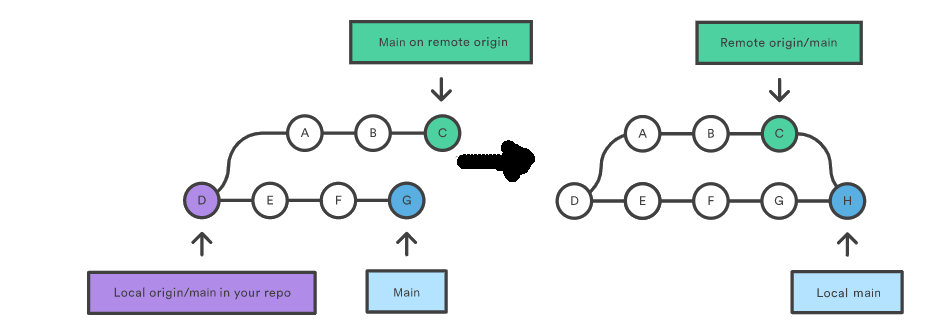 Main on remote origin
Remote origin/main
A
B
C
A
B
C
D
E
F
G
D
E
F
G
H
Local origin/main in your repo
Main
Local main